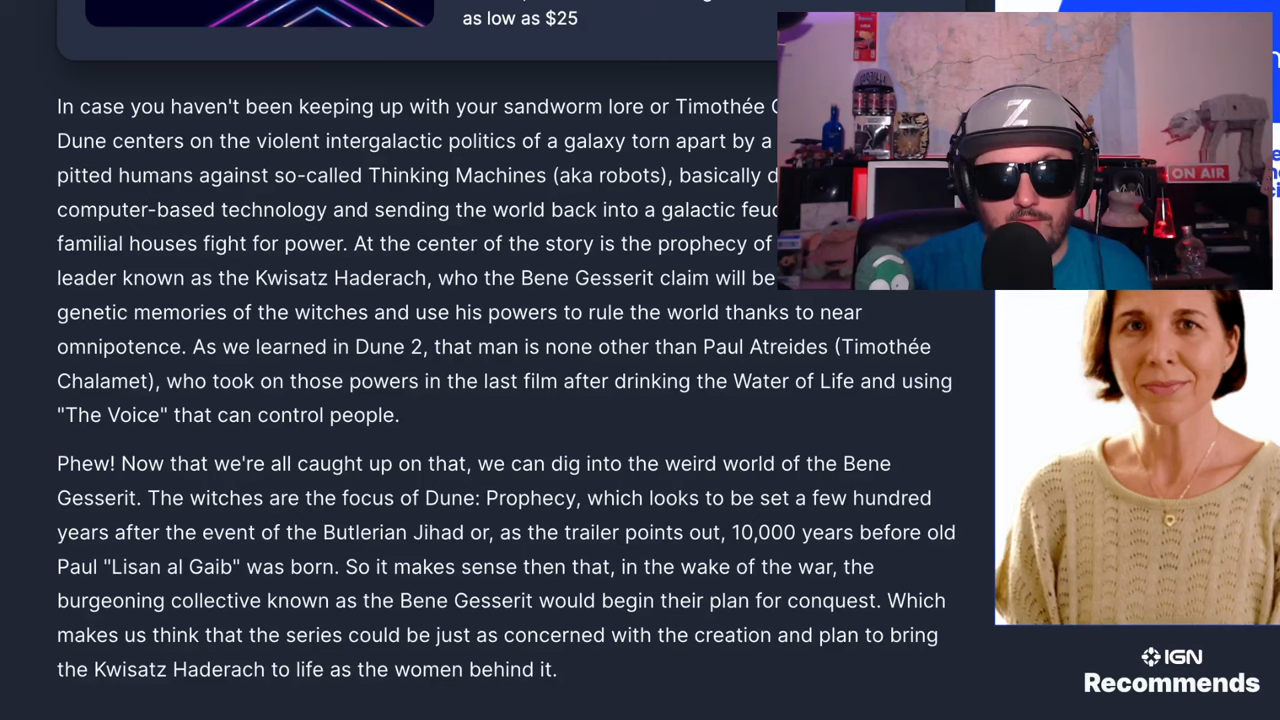 as low as $25
In case you haven't been keeping up with your sandworm lore or Timothée
Dune centers on the violent intergalactic politics of a galaxy torn apart by a
pitted humans against so-called Thinking Machines (aka robots), basically
computer-based technology and sending the world back into a galactic
familial houses fight for power. At the center of the story is the prophecy of
leader known as the Kwisatz Haderach, who the Bene Gesserit claim will be
genetic memories of the witches and use his powers to rule the world thanks to near
omnipotence. As we learned in Dune 2, that man is none other than Paul Atreides (Timothée
Chalamet), who took on those powers in the last film after drinking the Water of Life and using
"The Voice" that can control people.
Phew! Now that we're all caught up on that, we can dig into the weird world of the Bene
Gesserit. The witches are the focus of Dune: Prophecy, which looks to be set a few hundred
years after the event of the Butlerian Jihad or, as the trailer points out, 10,000 years before old
Paul "Lisan al Gaib" was born. So it makes sense then that, in the wake of the war, the
burgeoning collective known as the Bene Gesserit would begin their plan for conquest. Which
makes us think that the series could be just as concerned with the creation and plan to bring
the Kwisatz Haderach to life as the women behind it.
Z
ON AIR
IGN
Recommends